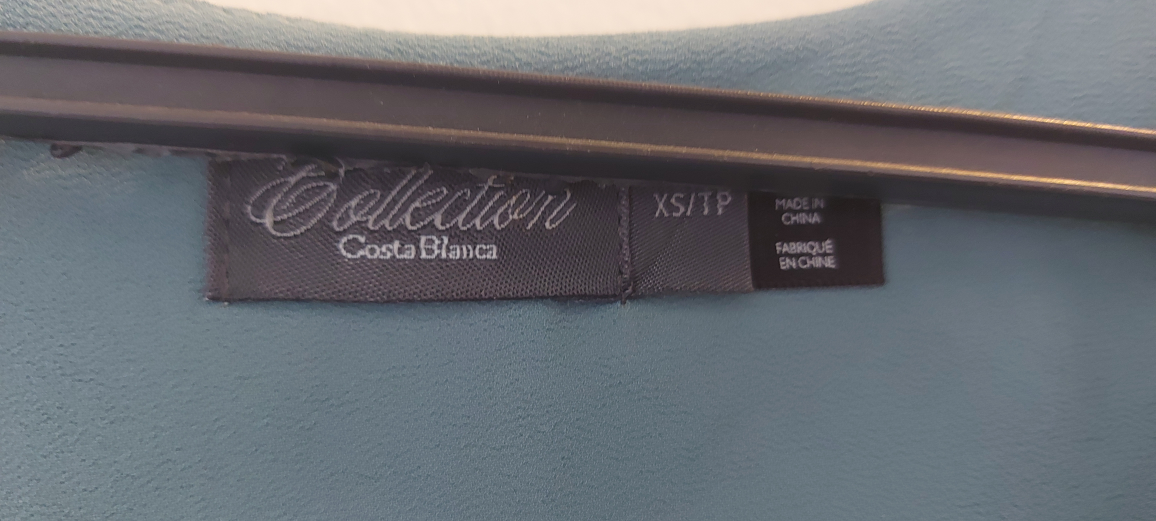 Collection
Costa Blanca
XS/TP
MADE IN
CHINA
FABRIQUÉ
EN CHINE